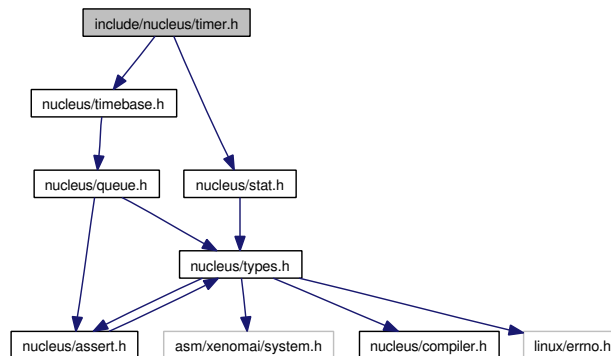 include/nucleus/timer.h
nucleus/timebase.h
nucleus/queue.h
nucleus/stat.h
nucleus/types.h
nucleus/assert.h
asm/xenomai/system.h
nucleus/compiler.h
linux/errno.h